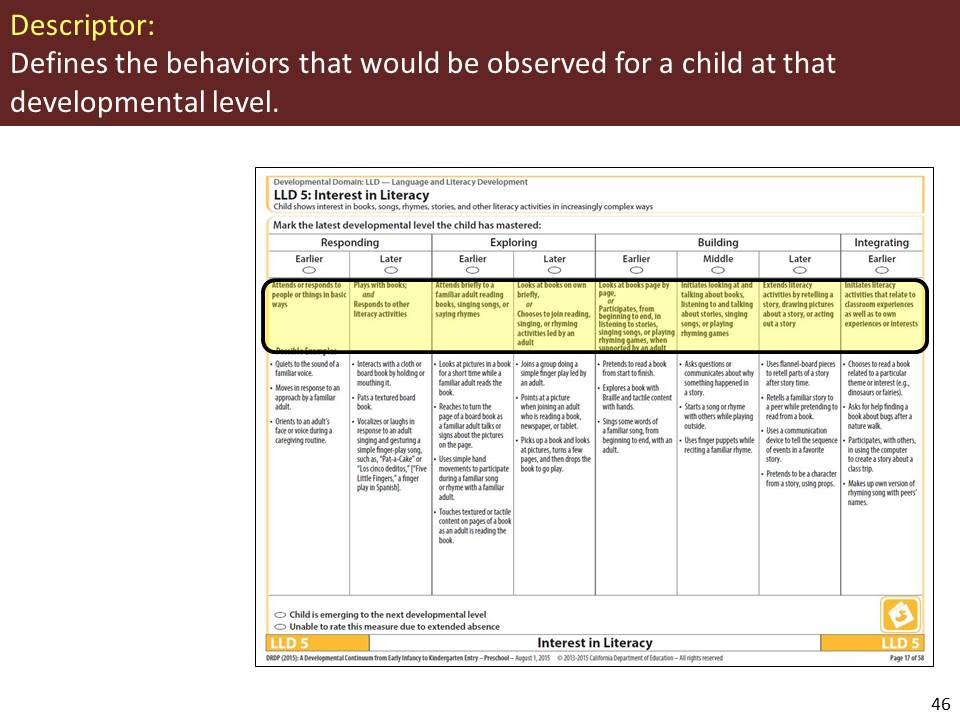 Descriptor:
Defines the behaviors that would be observed for a child at that
developmental level.
Developmental Domain: LLD — Language and Literacy Development
LLD 5: Interest in Literacy
Child shows interest in books, songs, rhymes, stories, and other literacy activities in increasingly complex ways
Mark the latest developmental level the child has mastered:
Responding Exploring Building Integrating
Earlier Later Earlier Later Earlier Middle Later Earlier
Attends or responds to
people or things in basic
ways
Plays with books;
and
Responds to other
literacy activities
Attends briefly to a
familiar adult reading
books, singing songs, or
saying rhymes
Looks at books on own
briefly,
or
Chooses to join reading,
singing, or rhyming
activities led by an
adult
Looks at books page by
page,
or
Participates, from
beginning to end, in
listening to stories,
singing songs, or playing
rhyming games, when
supported by an adult
Initiates looking at and
talking about books,
listening to and talking
about stories, singing
songs, or playing
rhyming games
Extends literacy
activities by retelling a
story, drawing pictures
about a story, or acting
out a story
Initiates literacy
activities that relate to
classroom experiences
as well as to own
experiences or interests
Possible Examples
• Quiets to the sound of a
familiar voice.
• Moves in response to an
approach by a familiar
adult.
• Orients to an adult's
face or voice during a
caregiving routine.
• Interacts with a cloth or
board book by holding or
mouthing it.
• Pats a textured board
book.
• Vocalizes or laughs in
response to an adult
singing and gesturing a
simple finger-play song,
such as, "Pat-a-Cake" or
"Los cinco deditos," ["Five
Little Fingers," a finger
play in Spanish].
• Looks at pictures in a book
for a short time while a
familiar adult reads the
book.
• Reaches to turn the
page of a board book as
a familiar adult talks or
signs about the pictures
on the page.
• Uses simple hand
movements to participate
during a familiar song
or rhyme with a familiar
adult.
• Touches textured or tactile
content on pages of a book
as an adult is reading the
book.
• Joins a group doing a
simple finger play led by
an adult.
• Points at a picture
when joining an adult
who is reading a book,
newspaper, or tablet.
• Picks up a book and looks
at pictures, turns a few
pages, and then drops the
book to go play.
• Pretends to read a book
from start to finish.
• Explores a book with
Braille and tactile content
with hands.
• Sings some words of
a familiar song, from
beginning to end, with an
adult.
• Asks questions or
communicates about why
something happened in
a story.
• Starts a song or rhyme
with others while playing
outside.
• Uses finger puppets while
reciting a familiar rhyme.
• Uses flannel-board pieces
to retell parts of a story
after story time.
• Retells a familiar story to
a peer while pretending to
read from a book.
• Uses a communication
device to tell the sequence
of events in a favorite
story.
• Pretends to be a character
from a story, using props.
• Chooses to read a book
related to a particular
theme or interest (e.g.,
dinosaurs or fairies).
• Asks for help finding a
book about bugs after a
nature walk.
• Participates, with others,
in using the computer
to create a story about a
class trip.
• Makes up own version of
rhyming song with peers'
names.
Child is emerging to the next developmental level
Unable to rate this measure due to extended absence
LLD 5 Interest in Literacy LLD 5
DRDP (2015): A Developmental Continuum from Early Infancy to Kindergarten Entry – Preschool – August 1, 2015 © 2013-2015 California Department of Education – All rights reserved Page 17 of 58
46